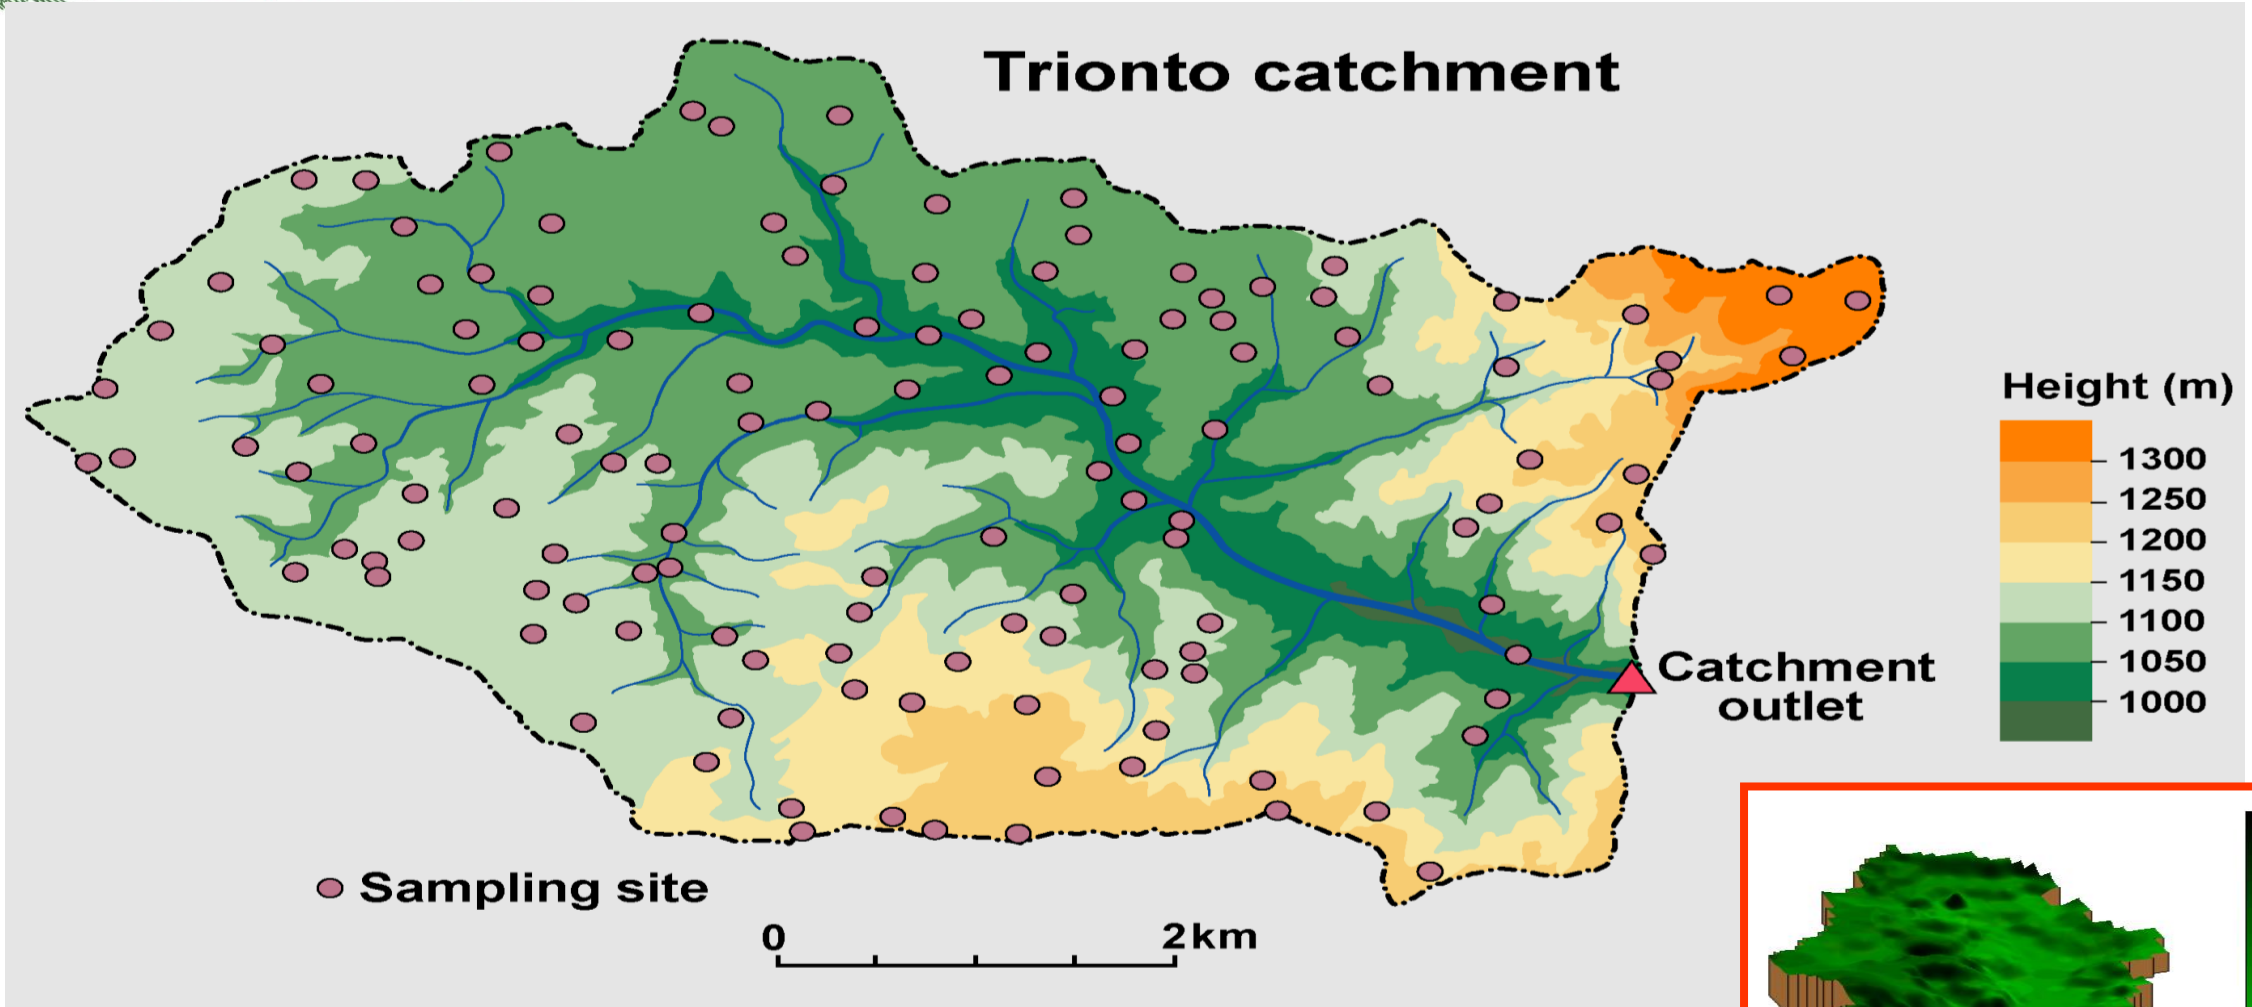 Trionto catchment
Height (m)
1300
1250
1200
1150
1100
1050
1000
Catchment
outlet
Sampling site
0
2km